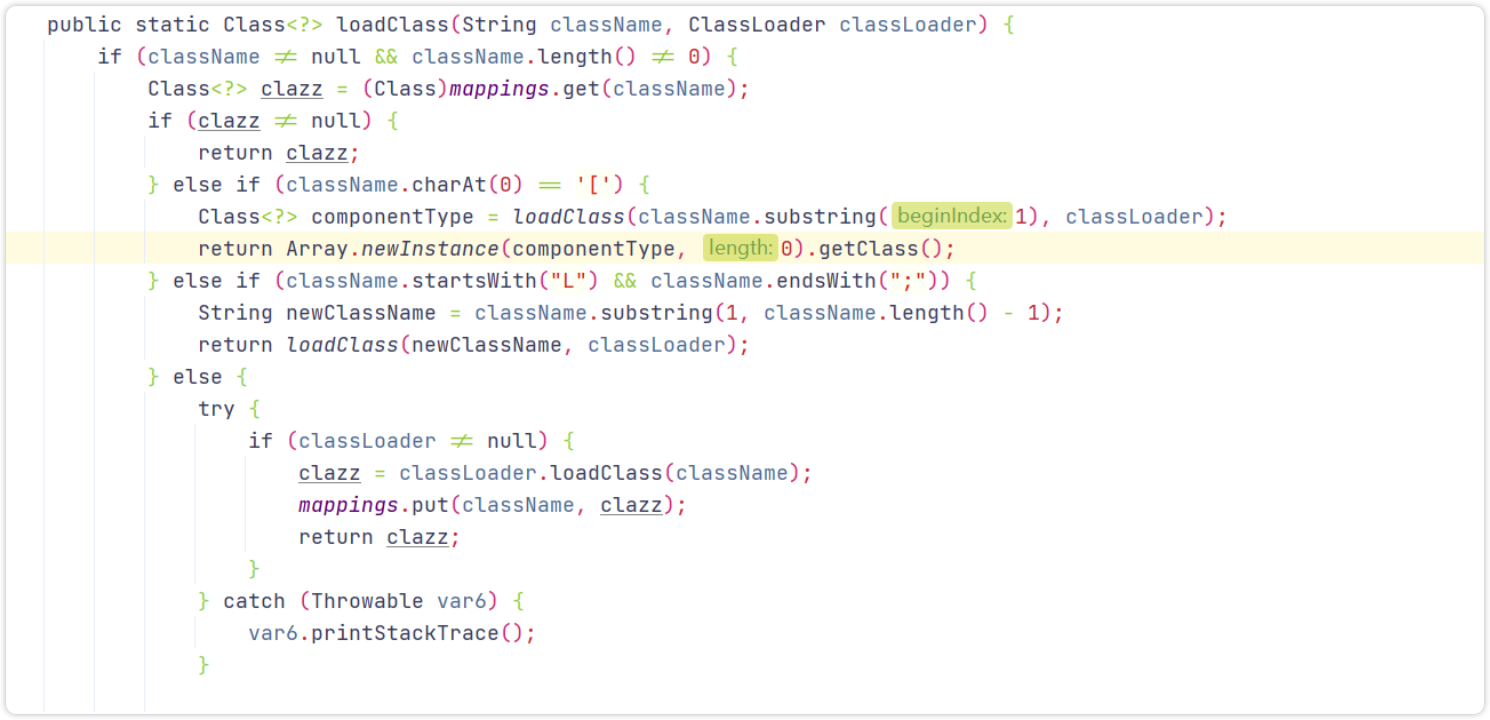 public static Class<?> loadClass(String className, ClassLoader classLoader) {
if (className ≠ null && className.length() ≠ 0) {
Class<?> clazz = (Class)mappings.get(className);
if (clazz ≠ null) {
return clazz;
} else if (className.charAt(0) == '[') {
Class<?> componentType = loadClass(className.substring( beginIndex: 1), classLoader);
return Array.newInstance(componentType, length: 0).getClass();
} else if (className.startsWith("L") && className.endsWith(";")) {
String newClassName = className.substring(1, className.length() - 1);
return loadClass(newClassName, classLoader);
} else {
try {
if (classLoader ≠ null) {
clazz = classLoader.loadClass(className);
mappings.put(className, clazz);
return clazz;
}
} catch (Throwable var6) {
var6.printStackTrace();
}